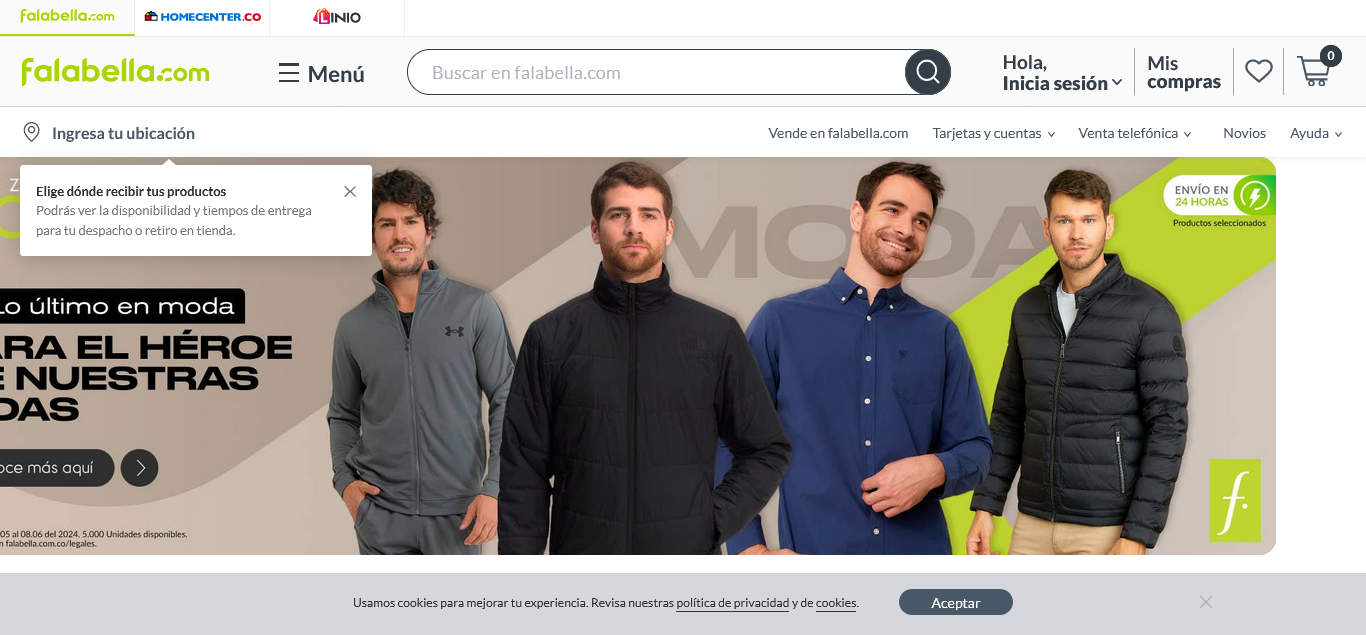 falabella.com
HOMECENTER.CO
LINIO
falabella.com
Menú
Buscar en falabella.com
Hola,
Inicia sesión
Mis
compras
0
Ingresa tu ubicación
Vende en falabella.com
Tarjetas y cuentas
Venta telefónica
Novios
Ayuda
Elige dónde recibir tus productos
Podrás ver la disponibilidad y tiempos de entrega
para tu despacho o retiro en tienda.
MODA
ENVÍO EN
24 HORAS
Productos seleccionados
Lo último en moda
ARA EL HÉROE
E NUESTRAS
DAS
oce más aquí
f
05 al 08.06 del 2024. 5.000 Unidades disponibles.
n falabella.com.co/legales.
Usamos cookies para mejorar tu experiencia. Revisa nuestras política de privacidad y de cookies.
Aceptar